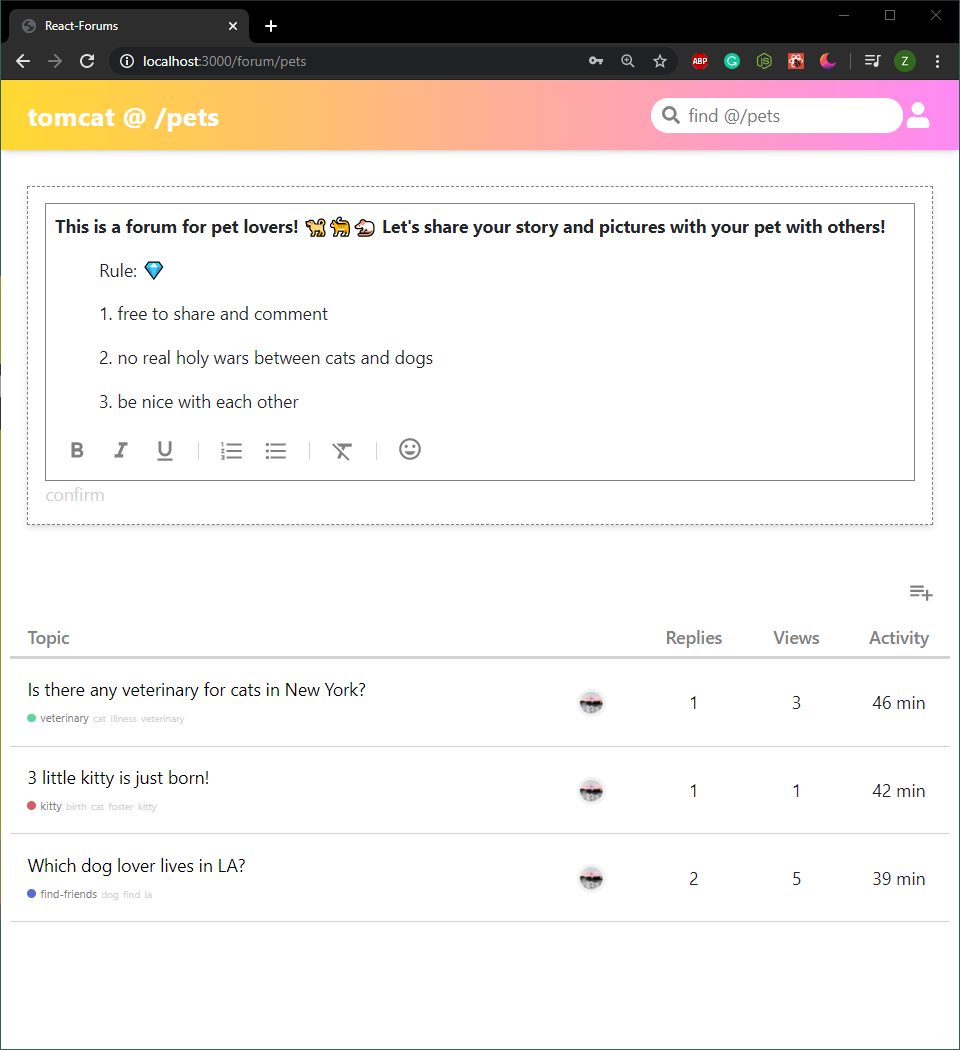 React-Forums
localhost:3000/forum/pets
ABP
G
JS
Z
tomcat @ /pets
find @/pets
This is a forum for pet lovers! 🐕🐈🐁 Let's share your story and pictures with your pet with others!
Rule: 💎
1. free to share and comment
2. no real holy wars between cats and dogs
3. be nice with each other
B I U
confirm
Topic Replies Views Activity
Is there any veterinary for cats in New York?
veterinary cat illness veterinary
1 3 46 min
3 little kitty is just born!
kitty birth cat foster kitty
1 1 42 min
Which dog lover lives in LA?
find-friends dog find la
2 5 39 min